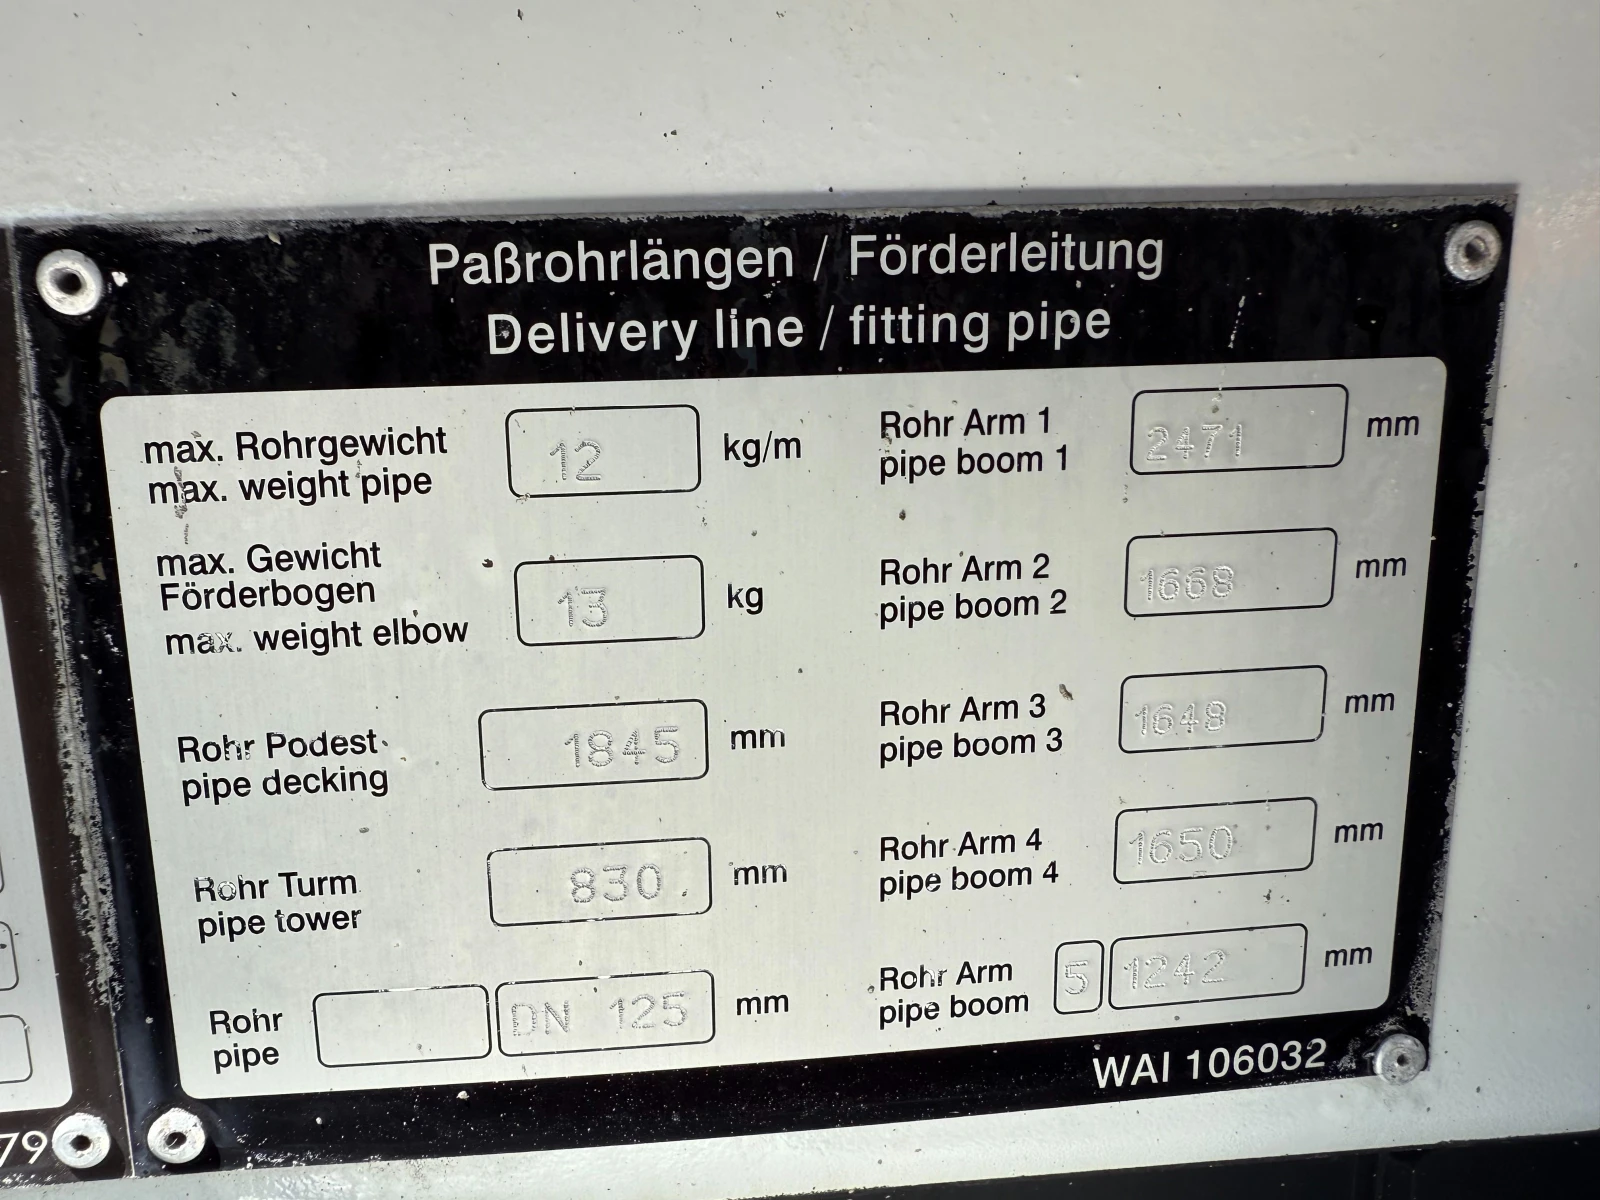 Paßrohrlängen / Förderleitung
Delivery line / fitting pipe
max. Rohrgewicht
max. weight pipe
12 kg/m
max. Gewicht
Förderbogen
max. weight elbow
13 kg
Rohr Podest
pipe decking
1845 mm
Rohr Turm
pipe tower
830. mm
Rohr
pipe
DN 125 mm
Rohr Arm 1
pipe boom 1
2471 mm
Rohr Arm 2
pipe boom 2
1668 mm
Rohr Arm 3
pipe boom 3
1648 mm
Rohr Arm 4
pipe boom 4
1650 mm
Rohr Arm
pipe boom
5 1242 mm
WAI 106032
79